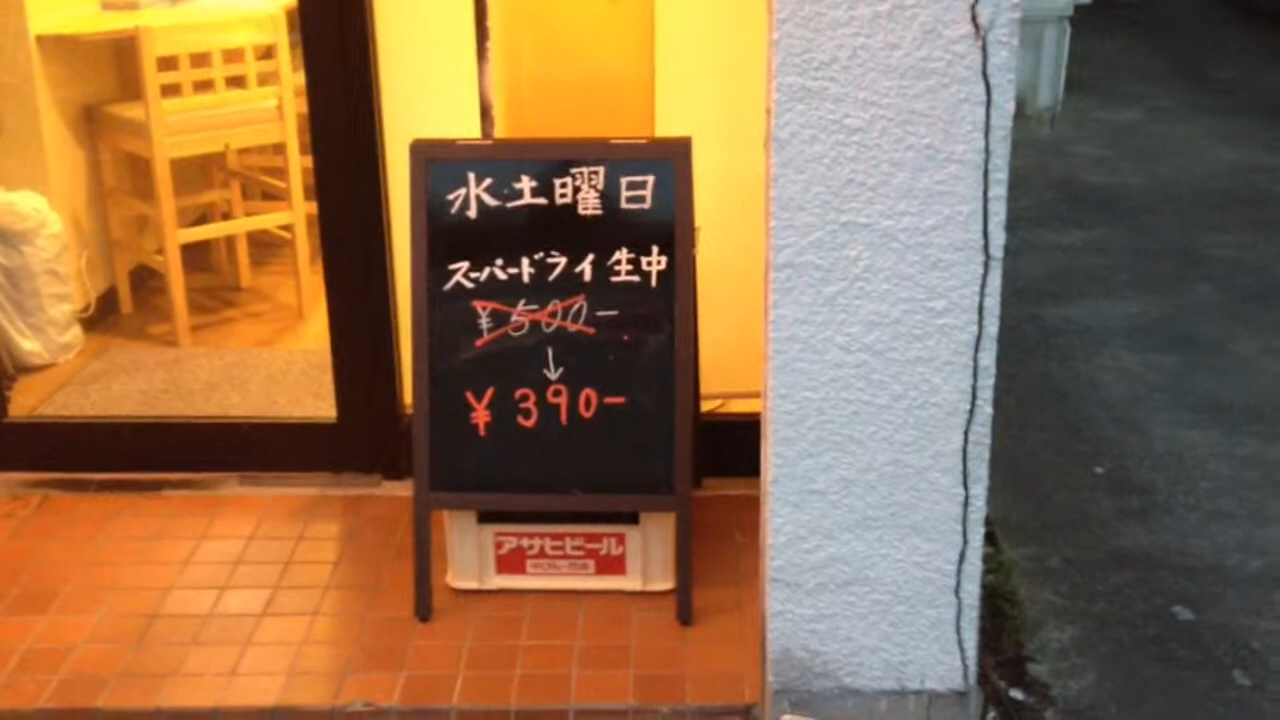 水・土曜日
スーパードライ 生中
¥500-
↓
¥390-
アサヒビール